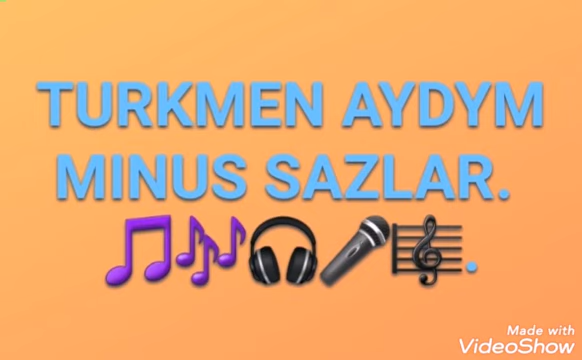 TURKMEN AYDYM
MINUS SAZLAR.
🎵🎶🎧🎤🎼.
Made with
VideoShow